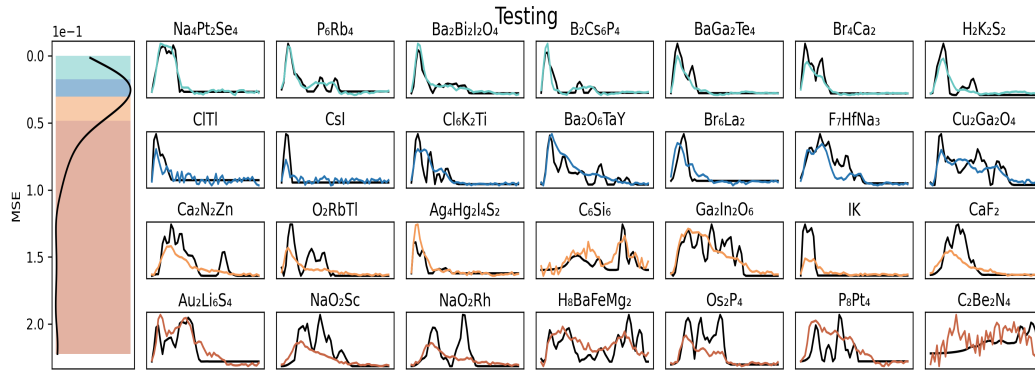 Testing
1e−1
0.0
0.5
1.0
1.5
2.0
MSE
Na₄Pt₂Se₄
P₆Rb₄
Ba₂Bi₂I₂O₄
B₂Cs₆P₄
BaGa₂Te₄
Br₄Ca₂
H₂K₂S₂
ClTl
CsI
Cl₆K₂Ti
Ba₂O₆TaY
Br₆La₂
F₇HfNa₃
Cu₂Ga₂O₄
Ca₂N₂Zn
O₂RbTl
Ag₄Hg₂I₄S₂
C₆Si₆
Ga₂In₂O₆
IK
CaF₂
Au₂Li₆S₄
NaO₂Sc
NaO₂Rh
H₈BaFeMg₂
Os₂P₄
P₈Pt₄
C₂Be₂N₄